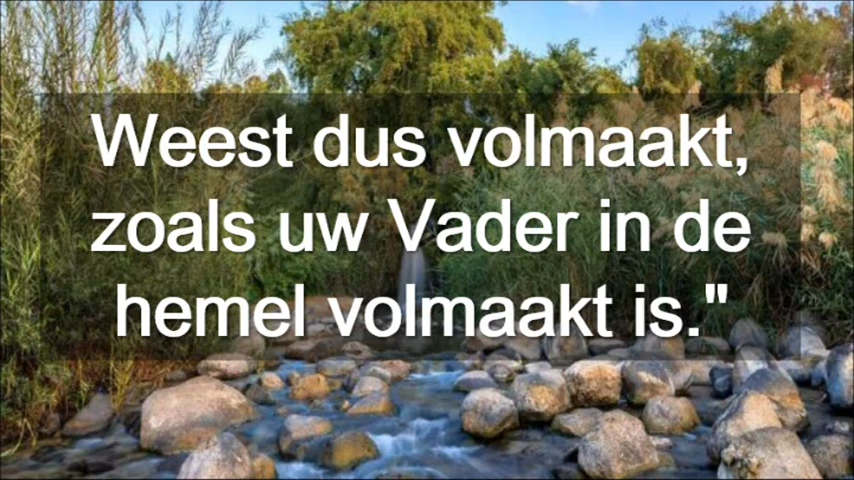 Weest dus volmaakt,
zoals uw Vader in de
hemel volmaakt is."